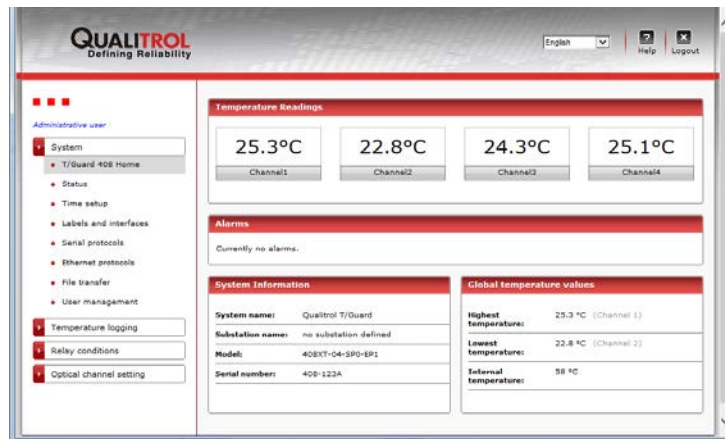 QUALITROL
Defining Reliability
English
Help
Logout
Administrative user
System
T/Guard 408 Home
Status
Time setup
Labels and interfaces
Serial protocols
Ethernet protocols
File transfer
User management
Temperature logging
Relay conditions
Optical channel setting
Temperature Readings
25.3°C
22.8°C
24.3°C
25.1°C
Channel1
Channel2
Channel3
Channel4
Alarms
Currently no alarms.
System Information
System name: Qualitrol T/Guard
Substation name: no substation defined
Model: 408XT-04-SP0-EP1
Serial number: 408-123A
Global temperature values
Highest
temperature: 25.3 °C (Channel 1)
Lowest
temperature: 22.8 °C (Channel 2)
Internal
temperature: 58 °C